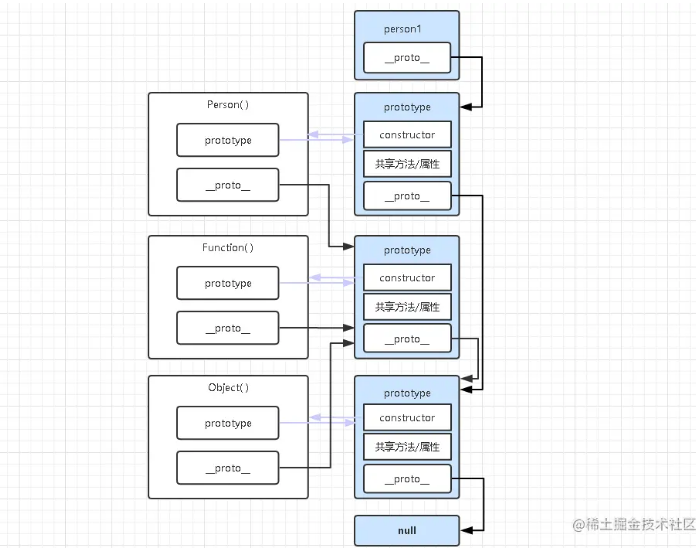 person1
__proto__
Person( )
prototype
__proto__
prototype
constructor
共享方法/属性
__proto__
Function( )
prototype
__proto__
prototype
constructor
共享方法/属性
__proto__
Object( )
prototype
__proto__
prototype
constructor
共享方法/属性
__proto__
null
@稀土掘金技术社区